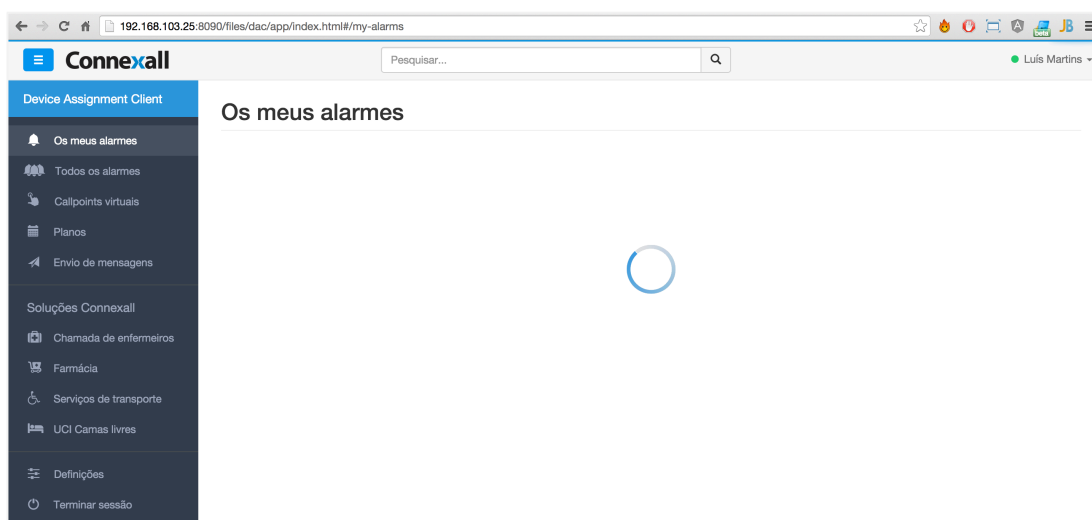 192.168.103.25:8090/files/dac/app/index.html#/my-alarms
beta
JB
Connexall
Pesquisar...
Luís Martins
Device Assignment Client
Os meus alarmes
Os meus alarmes
Todos os alarmes
Callpoints virtuais
Planos
Envio de mensagens
Soluções Connexall
Chamada de enfermeiros
Farmácia
Serviços de transporte
UCI Camas livres
Definições
Terminar sessão